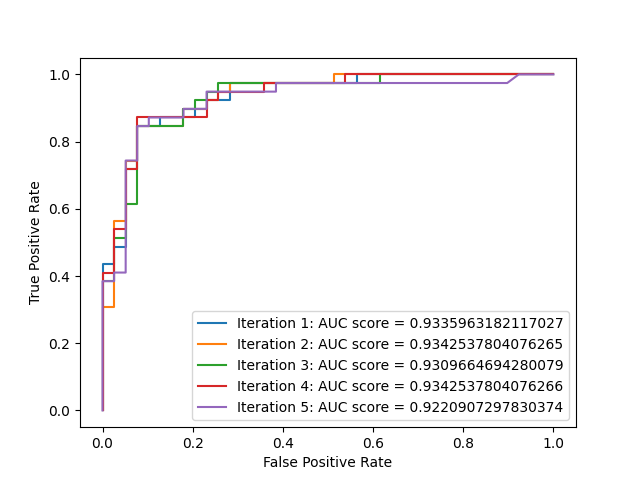 1.0
0.8
0.6
0.4
0.2
0.0
True Positive Rate
Iteration 1: AUC score = 0.9335963182117027
Iteration 2: AUC score = 0.9342537804076265
Iteration 3: AUC score = 0.9309664694280079
Iteration 4: AUC score = 0.9342537804076266
Iteration 5: AUC score = 0.9220907297830374
0.0 0.2 0.4 0.6 0.8 1.0
False Positive Rate